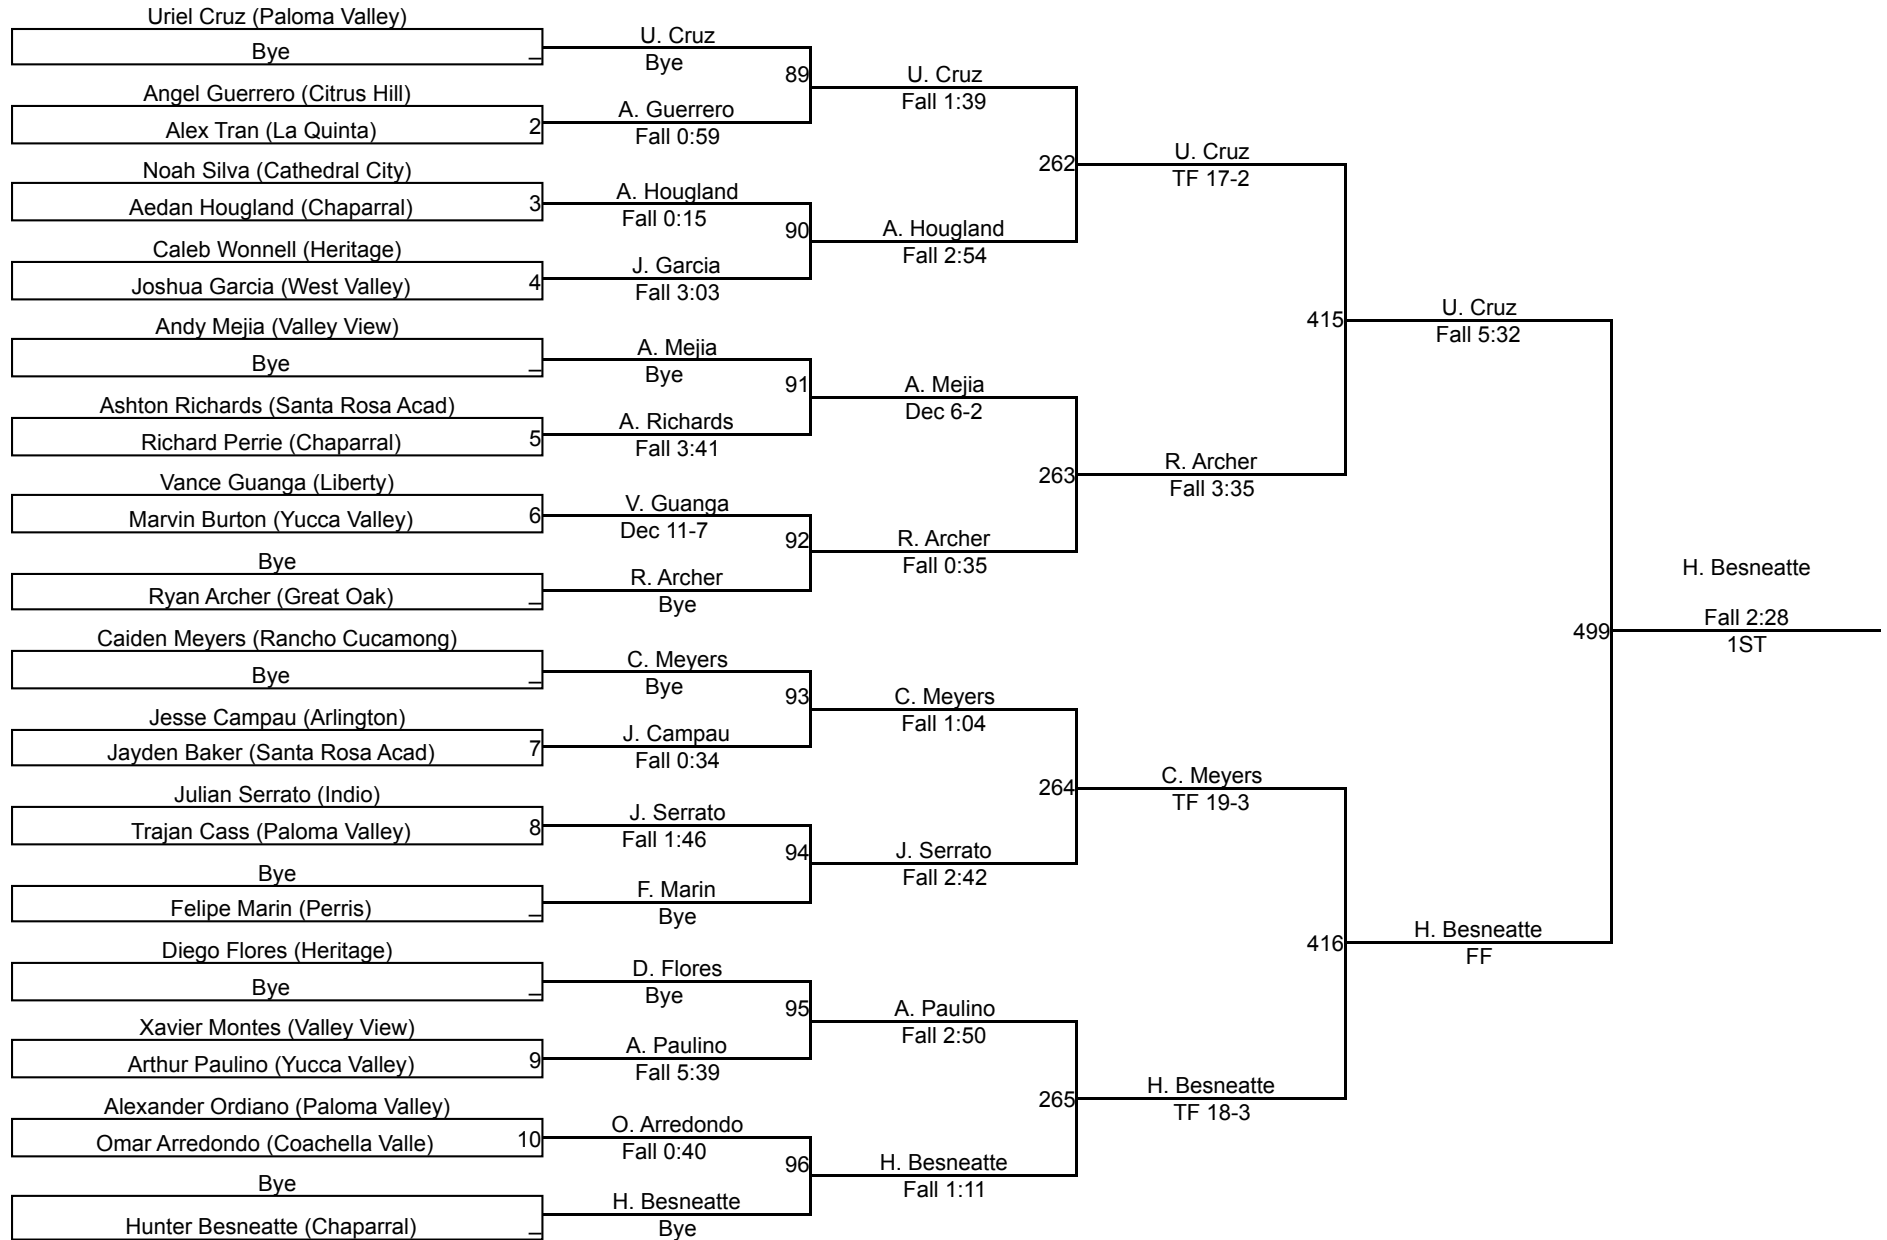 Uriel Cruz (Paloma Valley)
Bye _
Angel Guerrero (Citrus Hill)
Alex Tran (La Quinta) 2
Noah Silva (Cathedral City)
Aedan Hougland (Chaparral) 3
Caleb Wonnell (Heritage)
Joshua Garcia (West Valley) 4
Andy Mejia (Valley View)
Bye _
Ashton Richards (Santa Rosa Acad)
Richard Perrie (Chaparral) 5
Vance Guanga (Liberty)
Marvin Burton (Yucca Valley) 6
Bye
Ryan Archer (Great Oak) _
Caiden Meyers (Rancho Cucamong)
Bye _
Jesse Campau (Arlington)
Jayden Baker (Santa Rosa Acad) 7
Julian Serrato (Indio)
Trajan Cass (Paloma Valley) 8
Bye
Felipe Marin (Perris) _
Diego Flores (Heritage)
Bye _
Xavier Montes (Valley View)
Arthur Paulino (Yucca Valley) 9
Alexander Ordiano (Paloma Valley)
Omar Arredondo (Coachella Valle) 10
Bye
Hunter Besneatte (Chaparral) _
U. Cruz
Bye
89
A. Guerrero
Fall 0:59
A. Hougland
Fall 0:15
90
J. Garcia
Fall 3:03
A. Mejia
Bye
91
A. Richards
Fall 3:41
V. Guanga
Dec 11-7
92
R. Archer
Bye
C. Meyers
Bye
93
J. Campau
Fall 0:34
J. Serrato
Fall 1:46
94
F. Marin
Bye
D. Flores
Bye
95
A. Paulino
Fall 5:39
O. Arredondo
Fall 0:40
96
H. Besneatte
Bye
U. Cruz
Fall 1:39
262
A. Hougland
Fall 2:54
A. Mejia
Dec 6-2
263
R. Archer
Fall 0:35
C. Meyers
Fall 1:04
264
J. Serrato
Fall 2:42
A. Paulino
Fall 2:50
265
H. Besneatte
Fall 1:11
U. Cruz
TF 17-2
415
R. Archer
Fall 3:35
C. Meyers
TF 19-3
416
H. Besneatte
TF 18-3
U. Cruz
Fall 5:32
499
H. Besneatte
FF
H. Besneatte
Fall 2:28
1ST